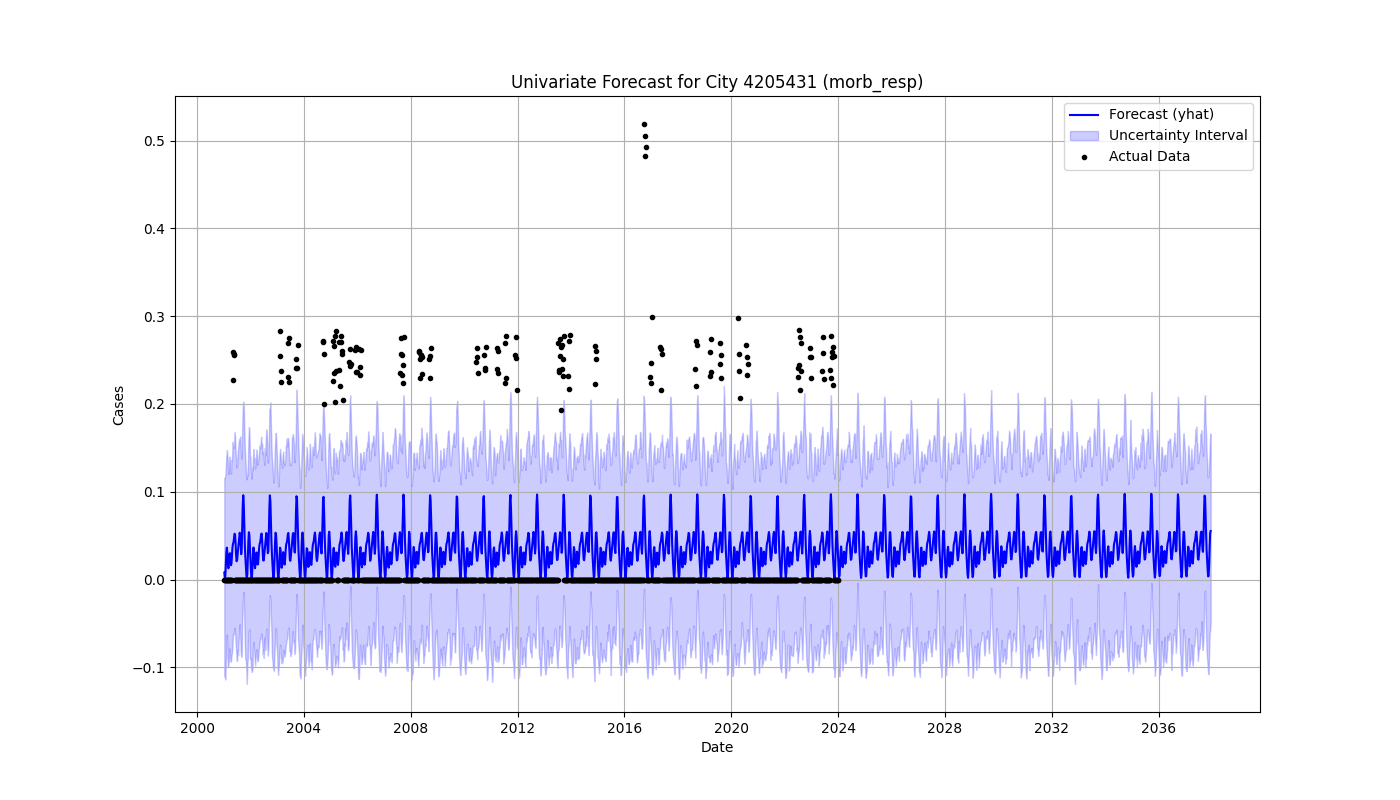 Univariate Forecast for City 4205431 (morb_resp)
Forecast (yhat)
Uncertainty Interval
Actual Data
Cases
0.5
0.4
0.3
0.2
0.1
0.0
−0.1
2000 2004 2008 2012 2016 2020 2024 2028 2032 2036
Date